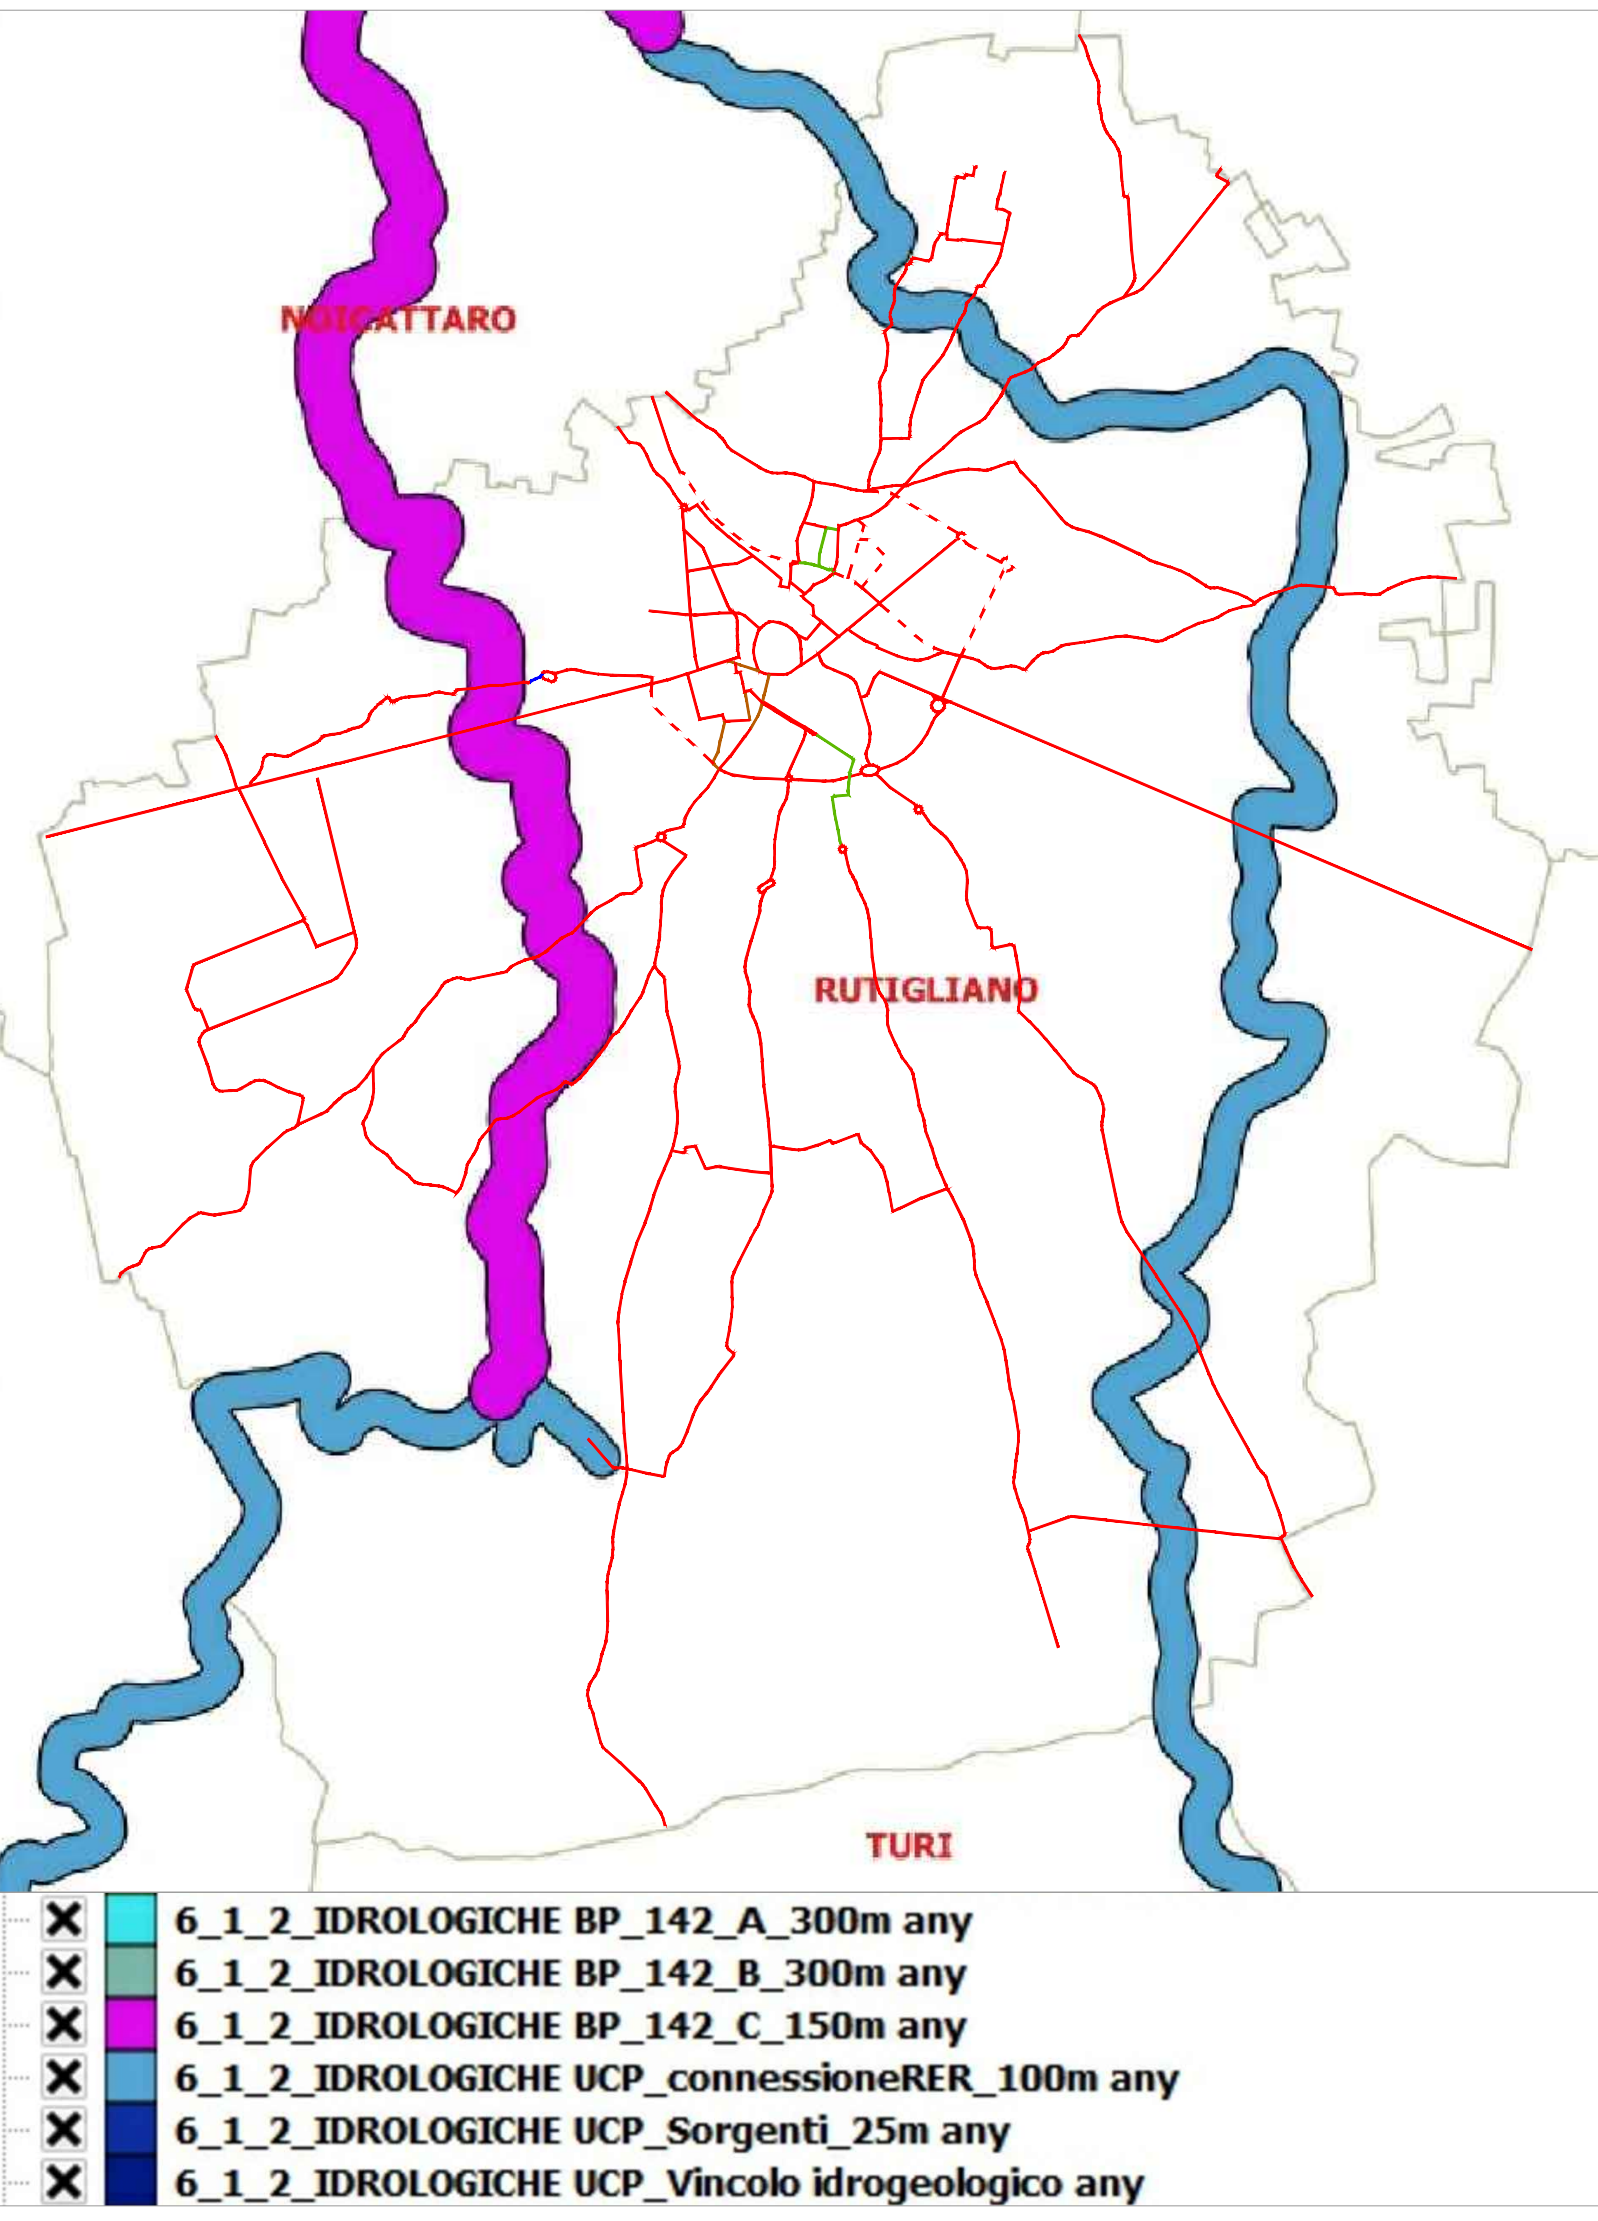 NOICATTARO
RUTIGLIANO
TURI
6_1_2_IDROLOGICHE BP_142_A_300m any
6_1_2_IDROLOGICHE BP_142_B_300m any
6_1_2_IDROLOGICHE BP_142_C_150m any
6_1_2_IDROLOGICHE UCP_connessioneRER_100m any
6_1_2_IDROLOGICHE UCP_Sorgenti_25m any
6_1_2_IDROLOGICHE UCP_Vincolo idrogeologico any